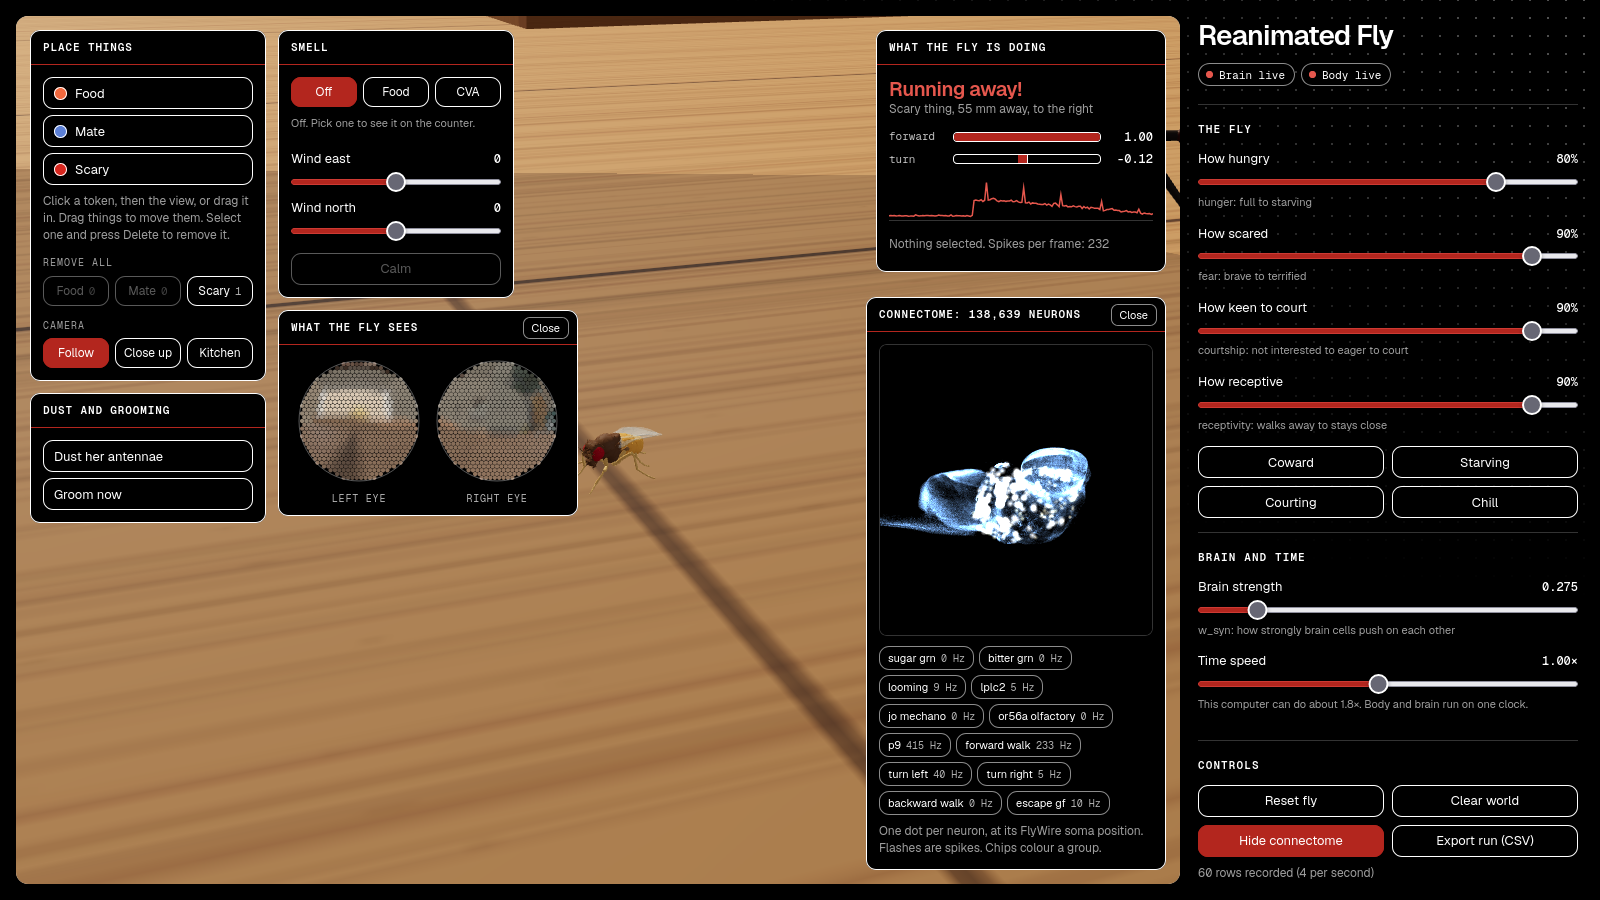 PLACE THINGS
Food
Mate
Scary
Click a token, then the view, or drag it
in. Drag things to move them. Select
one and press Delete to remove it.
REMOVE ALL
Food 0
Mate 0
Scary 1
CAMERA
Follow
Close up
Kitchen
DUST AND GROOMING
Dust her antennae
Groom now
SMELL
Off
Food
CVA
Off. Pick one to see it on the counter.
Wind east 0
Wind north 0
Calm
WHAT THE FLY SEES
Close
LEFT EYE
RIGHT EYE
WHAT THE FLY IS DOING
Running away!
Scary thing, 55 mm away, to the right
forward 1.00
turn -0.12
Nothing selected. Spikes per frame: 232
CONNECTOME: 138,639 NEURONS
Close
sugar grn 0 Hz
bitter grn 0 Hz
looming 9 Hz
lplc2 5 Hz
jo mechano 0 Hz
or56a olfactory 0 Hz
p9 415 Hz
forward walk 233 Hz
turn left 40 Hz
turn right 5 Hz
backward walk 0 Hz
escape gf 10 Hz
One dot per neuron, at its FlyWire soma position.
Flashes are spikes. Chips colour a group.
Reanimated Fly
Brain live
Body live
THE FLY
How hungry 80%
hunger: full to starving
How scared 90%
fear: brave to terrified
How keen to court 90%
courtship: not interested to eager to court
How receptive 90%
receptivity: walks away to stays close
Coward
Starving
Courting
Chill
BRAIN AND TIME
Brain strength 0.275
w_syn: how strongly brain cells push on each other
Time speed 1.00×
This computer can do about 1.8×. Body and brain run on one clock.
CONTROLS
Reset fly
Clear world
Hide connectome
Export run (CSV)
60 rows recorded (4 per second)